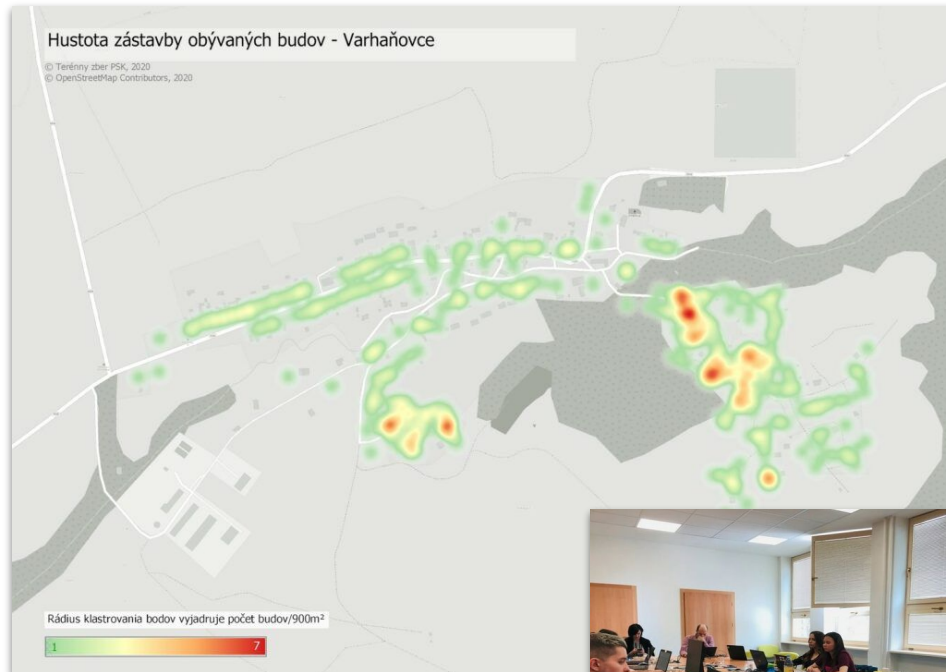 Hustota zástavby obývaných budov - Varhaňovce
© Terénny zber PSK, 2020
© OpenStreetMap Contributors, 2020
Rádius klastrovania bodov vyjadruje počet budov/900m²
1 7